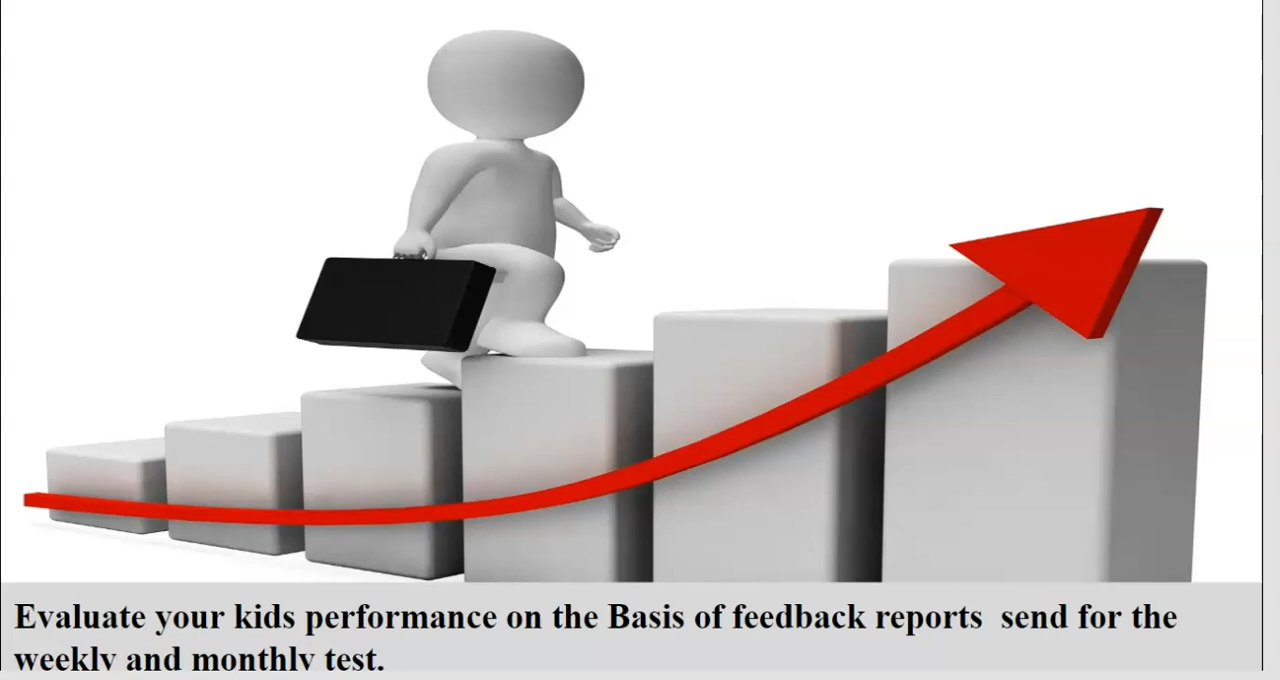 Evaluate your kids performance on the Basis of feedback reports  send for the
weekly and monthly test.